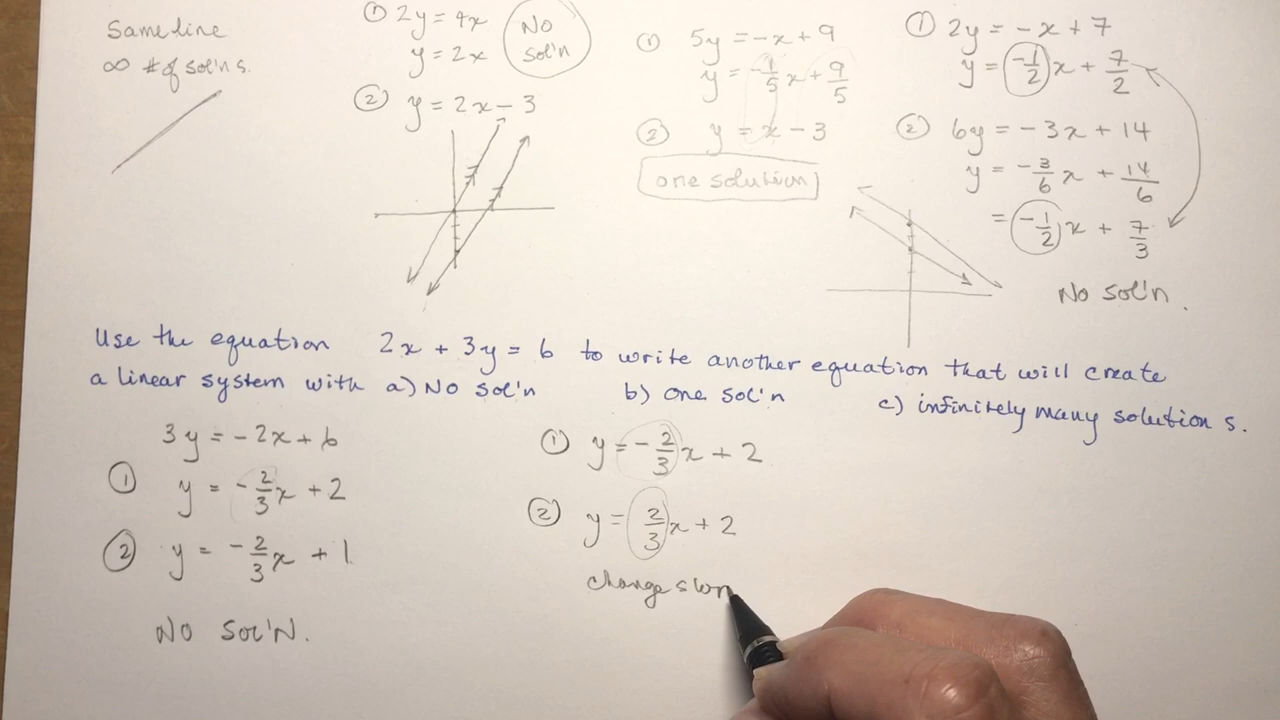 Same line
∞ # of sol'n s.
① 2y = 4x
y = 2x
No
sol'n
② y = 2x - 3
① 5y = -x + 9
y = -1/5 x + 9/5
② y = x - 3
one solution
① 2y = -x + 7
y = -1/2 x + 7/2
② 6y = -3x + 14
y = -3/6 x + 14/6
= -1/2 x + 7/3
No sol'n.
Use the equation 2x + 3y = 6 to write another equation that will create
a linear system with a) No sol'n b) one sol'n c) infinitely many solution s.
3y = -2x + 6
① y = -2/3 x + 2
② y = -2/3 x + 1
No Sol'N.
① y = -2/3 x + 2
② y = 2/3 x + 2
change